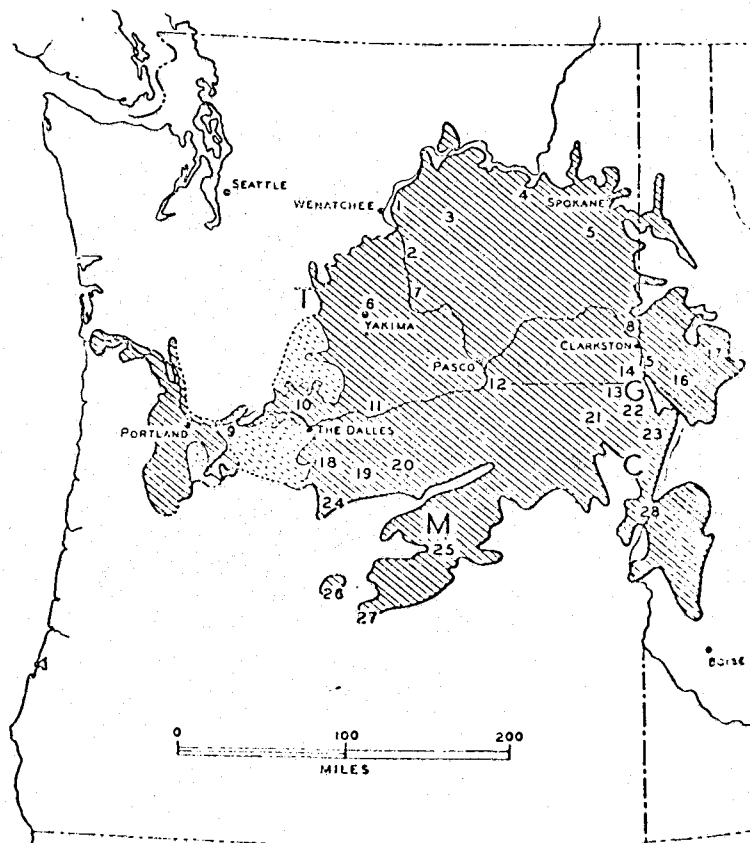 SEATTLE
WENATCHEE
1
3
4
SPOKANE
5
2
7
T
6
YAKIMA
8
CLARKSTON
17
PASCO
14
15
16
12
13
G
10
11
22
PORTLAND
9
THE DALLES
21
23
18
19
20
C
24
M
28
25
26
27
BOISE
0 100 200
MILES